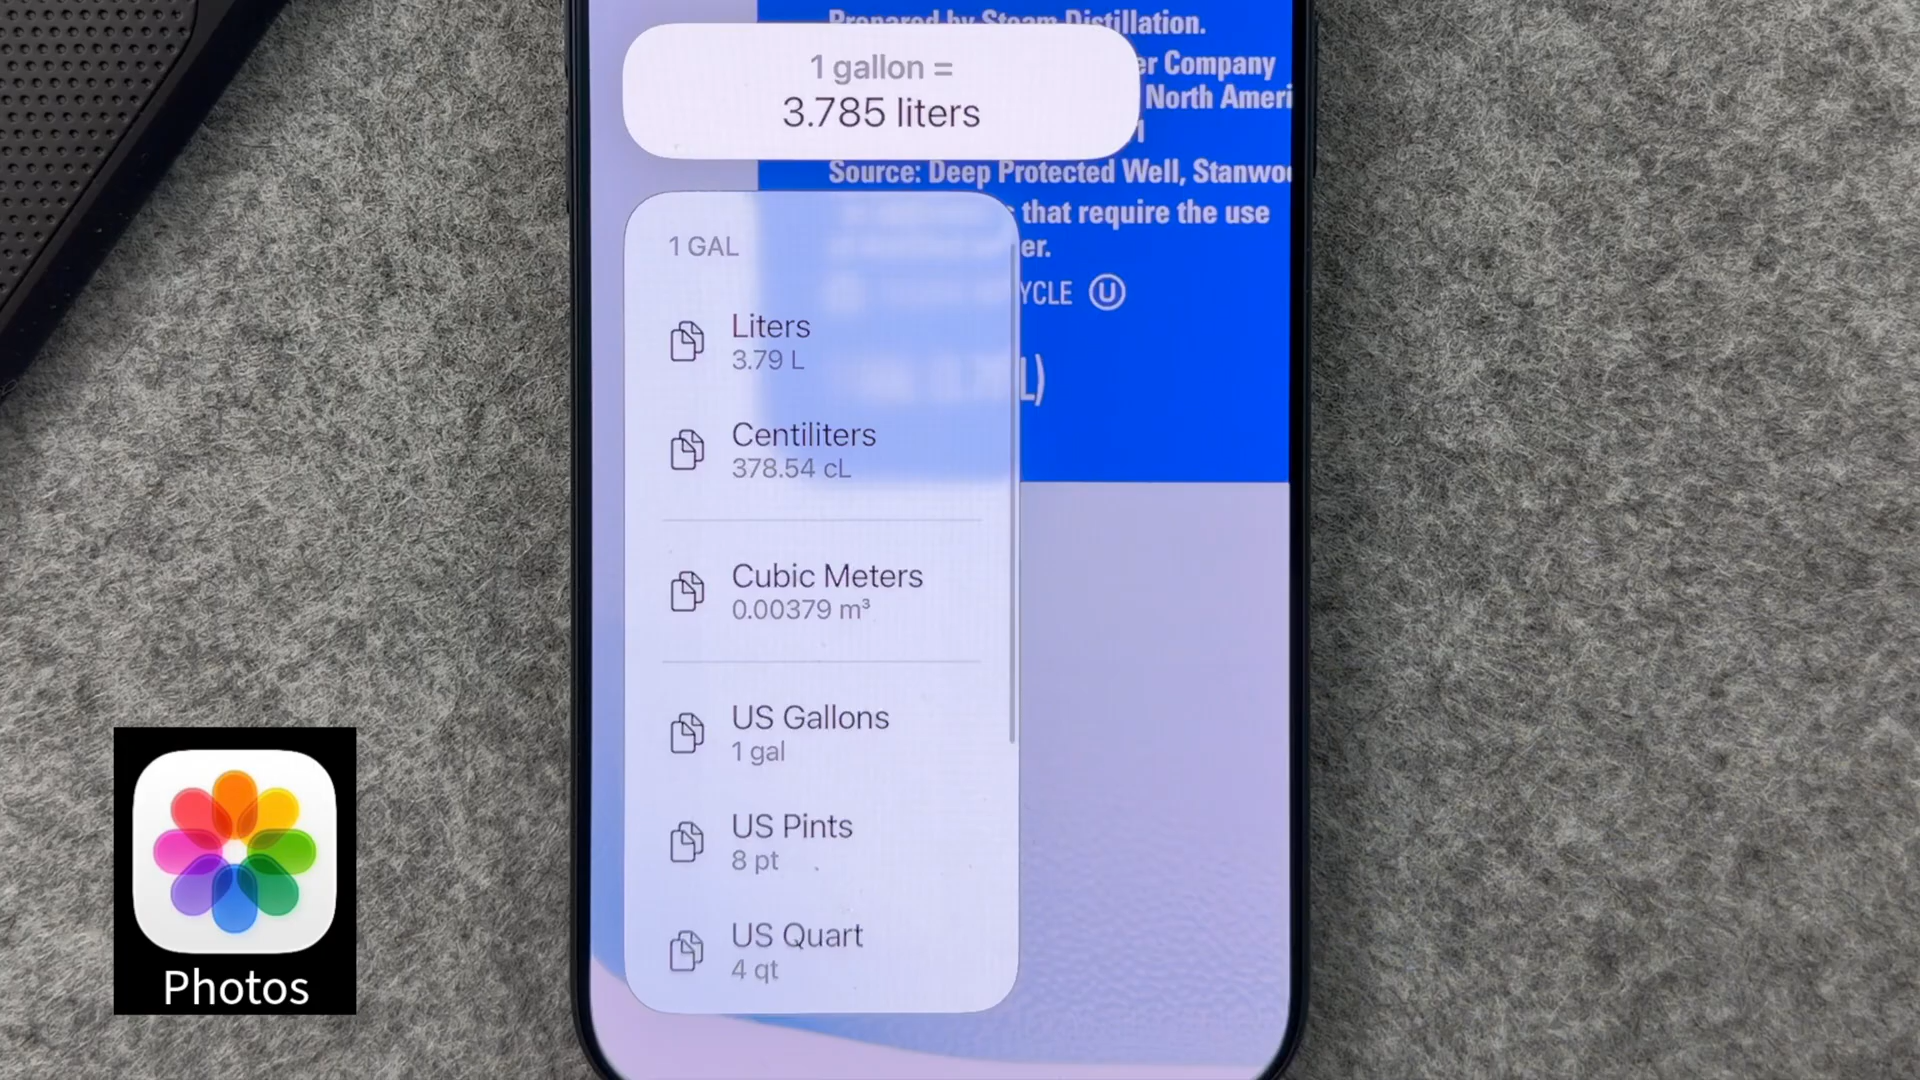 Prepared by Steam Distillation.
1 gallon =
3.785 liters
er Company
North Ameri
Source: Deep Protected Well, Stanwo
that require the use
er.
YCLE U
L)
1 GAL
Liters
3.79 L
Centiliters
378.54 cL
Cubic Meters
0.00379 m³
US Gallons
1 gal
US Pints
8 pt
US Quart
4 qt
Photos